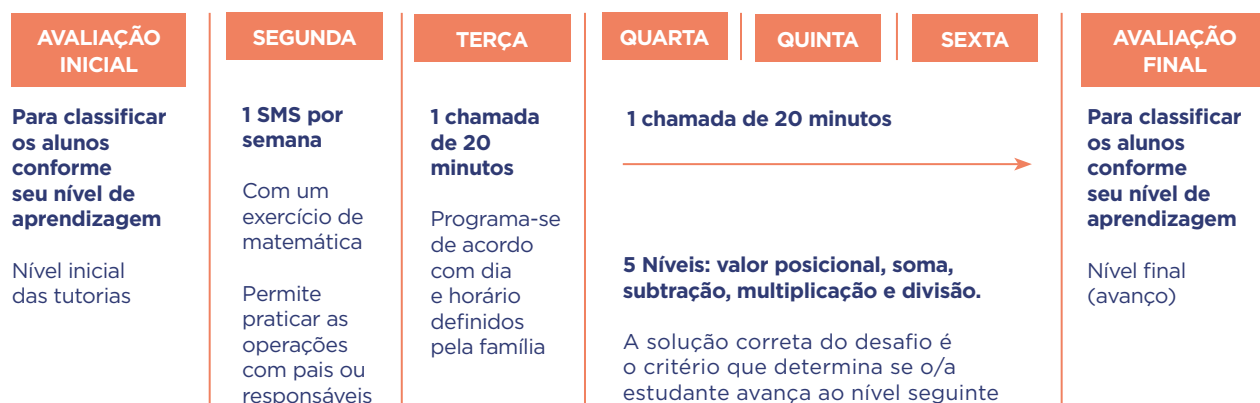 AVALIAÇÃO
INICIAL
Para classificar
os alunos
conforme
seu nível de
aprendizagem
Nível inicial
das tutorias
SEGUNDA
1 SMS por
semana
Com um
exercício de
matemática
Permite
praticar as
operações
com pais ou
responsáveis
TERÇA
1 chamada
de 20
minutos
Programa-se
de acordo
com dia
e horário
definidos
pela família
QUARTA
QUINTA
SEXTA
1 chamada de 20 minutos
5 Níveis: valor posicional, soma,
subtração, multiplicação e divisão.
A solução correta do desafio é
o critério que determina se o/a
estudante avança ao nível seguinte
AVALIAÇÃO
FINAL
Para classificar
os alunos
conforme
seu nível de
aprendizagem
Nível final
(avanço)